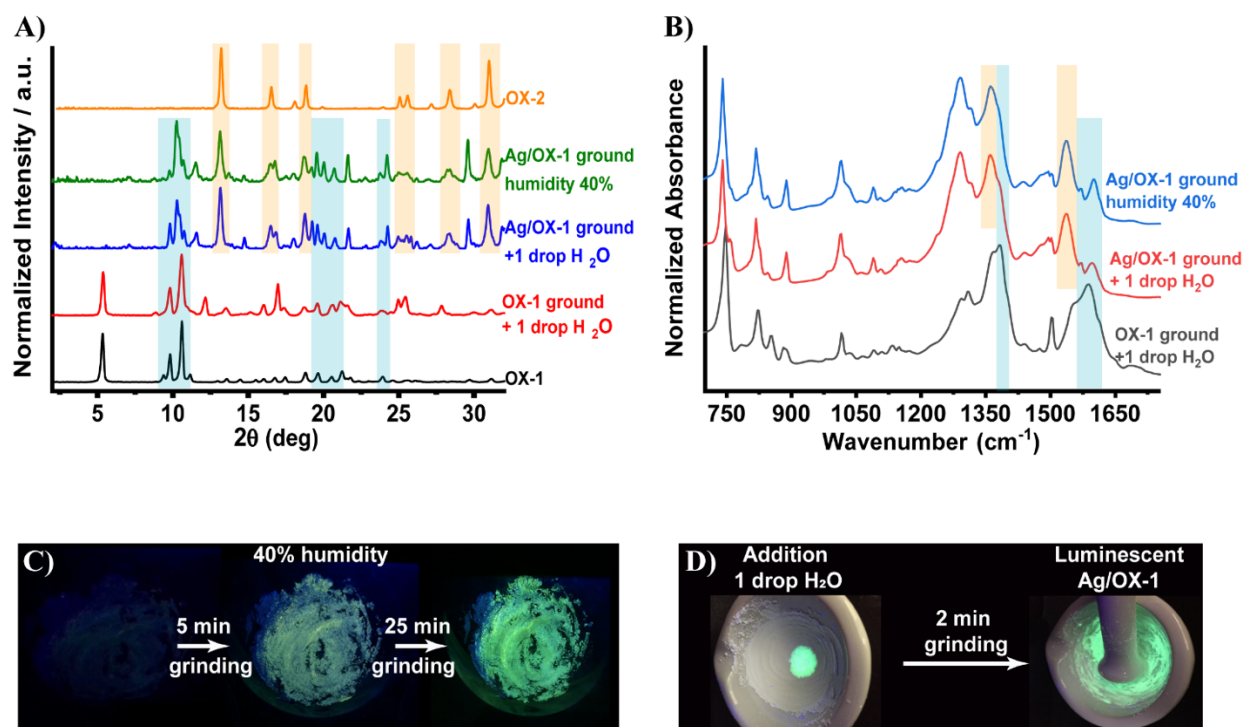 A)
Normalized Intensity / a.u.
OX-2
Ag/OX-1 ground
humidity 40%
Ag/OX-1 ground
+1 drop H 2O
OX-1 ground
+ 1 drop H 2O
OX-1
5 10 15 20 25 30
2θ (deg)
B)
Normalized Absorbance
Ag/OX-1 ground
humidity 40%
Ag/OX-1 ground
+ 1 drop H2O
OX-1 ground
+1 drop H2O
750 900 1050 1200 1350 1500 1650
Wavenumber (cm-1)
C)
40% humidity
5 min
grinding
25 min
grinding
D)
Addition
1 drop H2O
2 min
grinding
Luminescent
Ag/OX-1